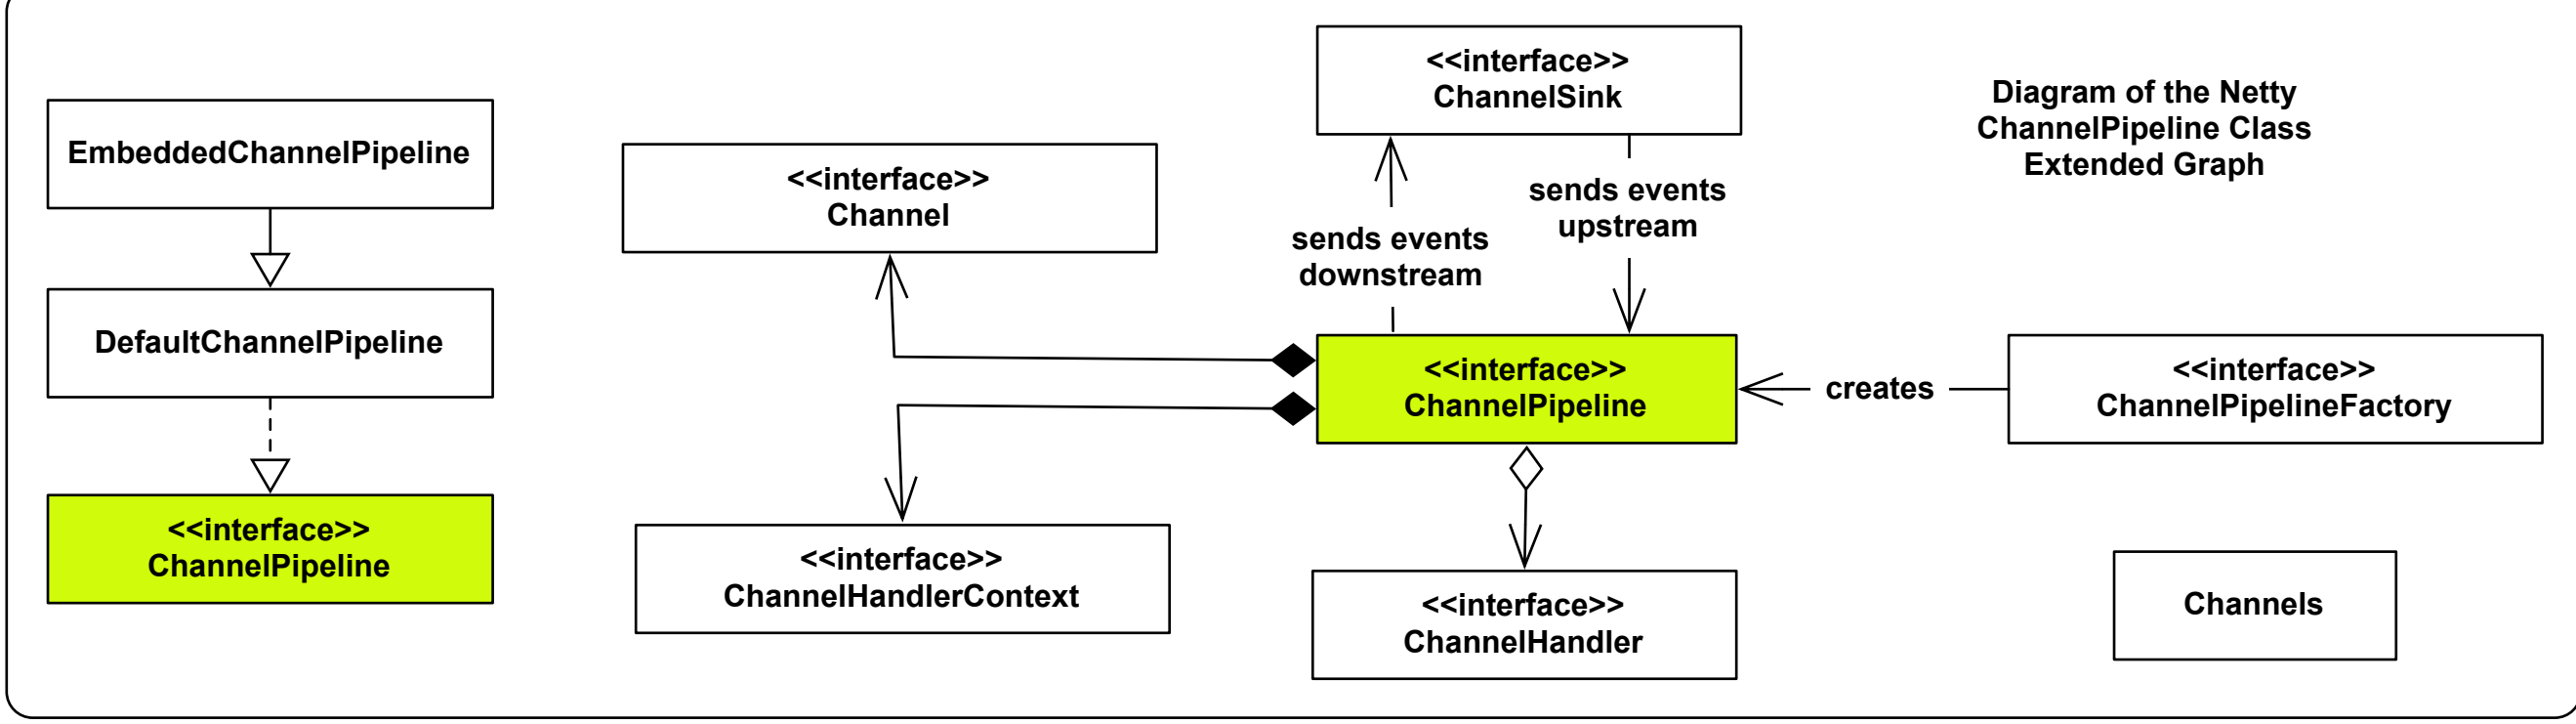 EmbeddedChannelPipeline
DefaultChannelPipeline
<<interface>>
ChannelPipeline
<<interface>>
Channel
<<interface>>
ChannelHandlerContext
<<interface>>
ChannelSink
sends events
downstream
sends events
upstream
<<interface>>
ChannelPipeline
<<interface>>
ChannelHandler
Diagram of the Netty
ChannelPipeline Class
Extended Graph
creates
<<interface>>
ChannelPipelineFactory
Channels